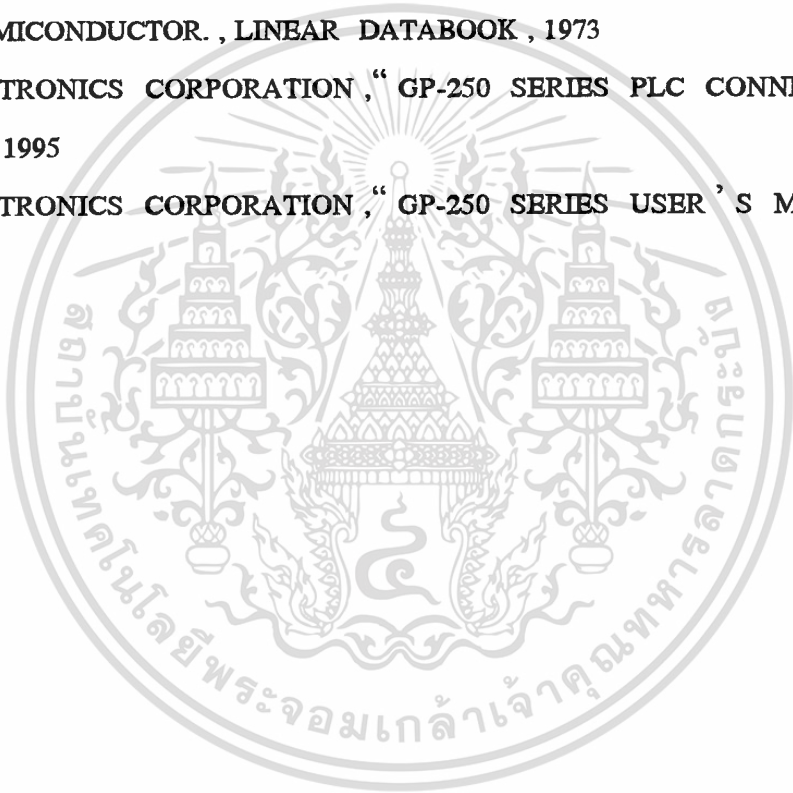 MICONDUCTOR. , LINEAR DATABOOK , 1973
TRONICS CORPORATION ,“ GP-250 SERIES PLC CONN
1995
TRONICS CORPORATION ,“ GP-250 SERIES USER ’ S M
สถาบันเทคโนโลยีพระจอมเกล้าเจ้าคุณทหารลาดกระบัง